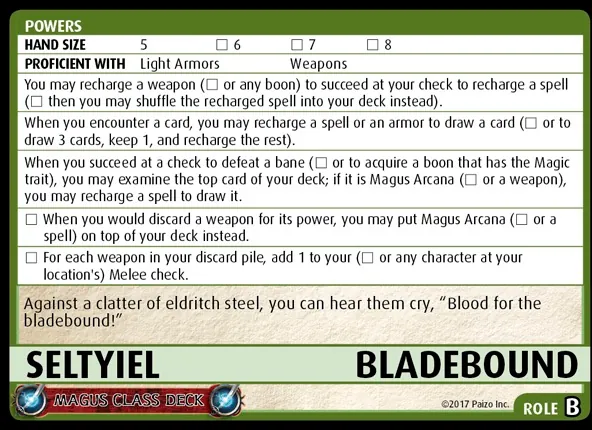 POWERS
HAND SIZE 5 □ 6 □ 7 □ 8
PROFICIENT WITH Light Armors Weapons
You may recharge a weapon (□ or any boon) to succeed at your check to recharge a spell
(□ then you may shuffle the recharged spell into your deck instead).
When you encounter a card, you may recharge a spell or an armor to draw a card (□ or to
draw 3 cards, keep 1, and recharge the rest).
When you succeed at a check to defeat a bane (□ or to acquire a boon that has the Magic
trait), you may examine the top card of your deck; if it is Magus Arcana (□ or a weapon),
you may recharge a spell to draw it.
□ When you would discard a weapon for its power, you may put Magus Arcana (□ or a
spell) on top of your deck instead.
□ For each weapon in your discard pile, add 1 to your (□ or any character at your
location's) Melee check.
Against a clatter of eldritch steel, you can hear them cry, “Blood for the
bladebound!”
SELTYIEL BLADEBOUND
MAGUS CLASS DECK
©2017 Paizo Inc.
ROLE B